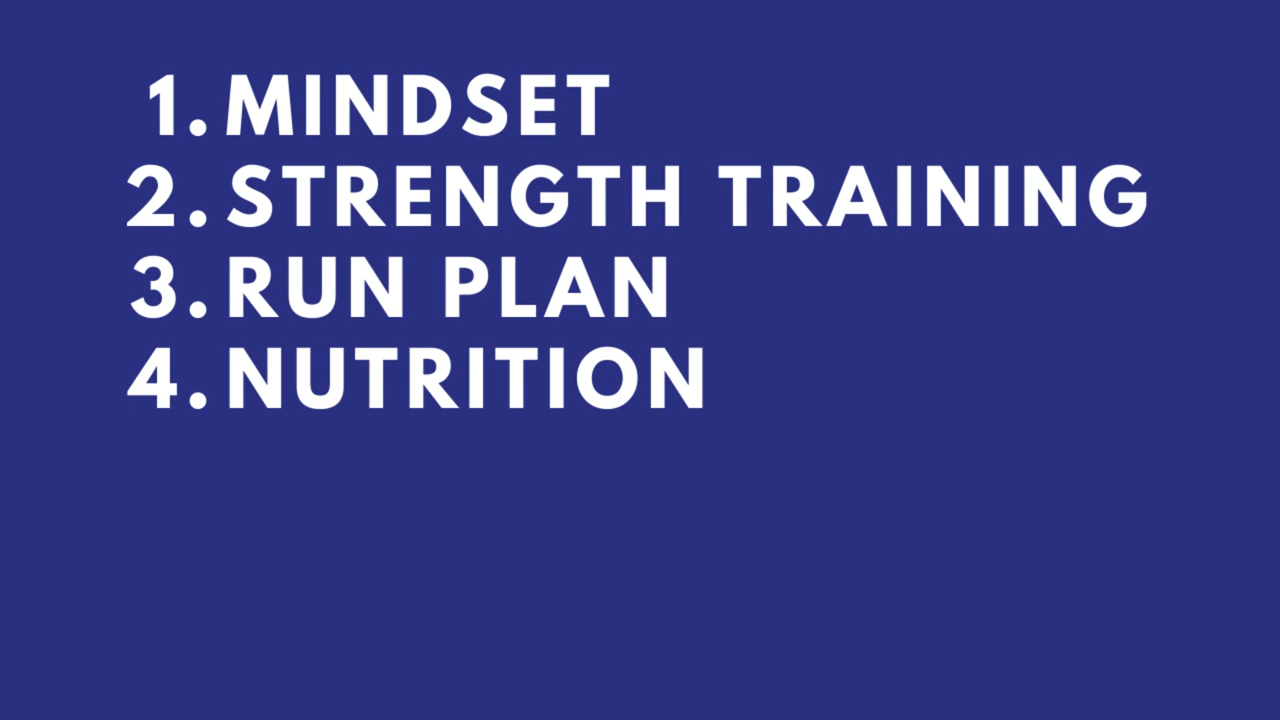 1. MINDSET
2. STRENGTH TRAINING
3. RUN PLAN
4. NUTRITION